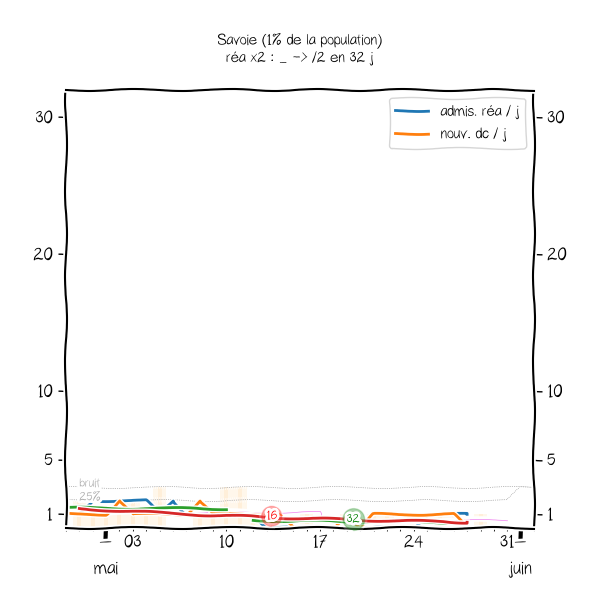 Savoie (1% de la population)
réa x2 : _ -> /2 en 32 j
admis. réa / j
nouv. dc / j
30
30
20
20
10
10
5
5
bruit
25%
1
16
32
1
03
10
17
24
31
mai
juin